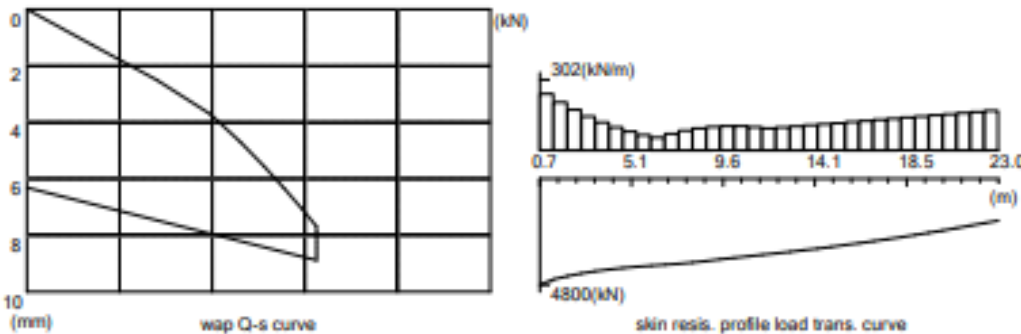 0
(kN)
2
4
6
8
10
(mm)
wap Q-s curve
302(kN/m)
0.7 5.1 9.6 14.1 18.5 23.0
(m)
4800(kN)
skin resis. profile load trans. curve